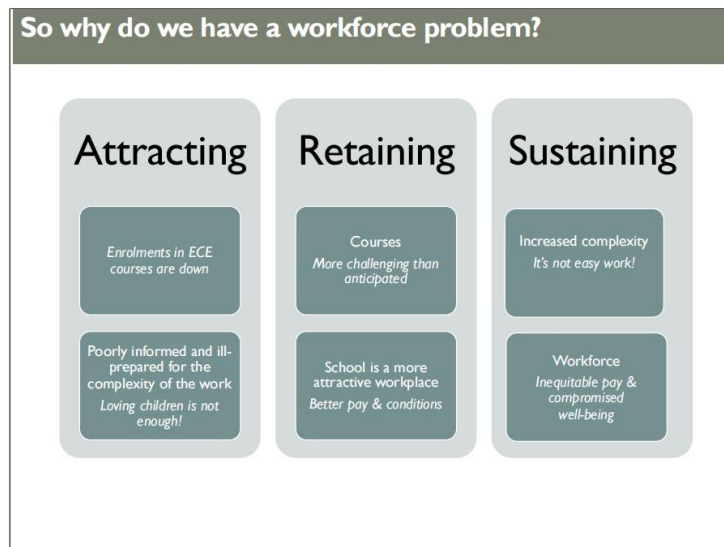 So why do we have a workforce problem?
Attracting
Enrolments in ECE
courses are down
Poorly informed and ill-
prepared for the
complexity of the work
Loving children is not
enough!
Retaining
Courses
More challenging than
anticipated
School is a more
attractive workplace
Better pay & conditions
Sustaining
Increased complexity
It's not easy work!
Workforce
Inequitable pay &
compromised
well-being